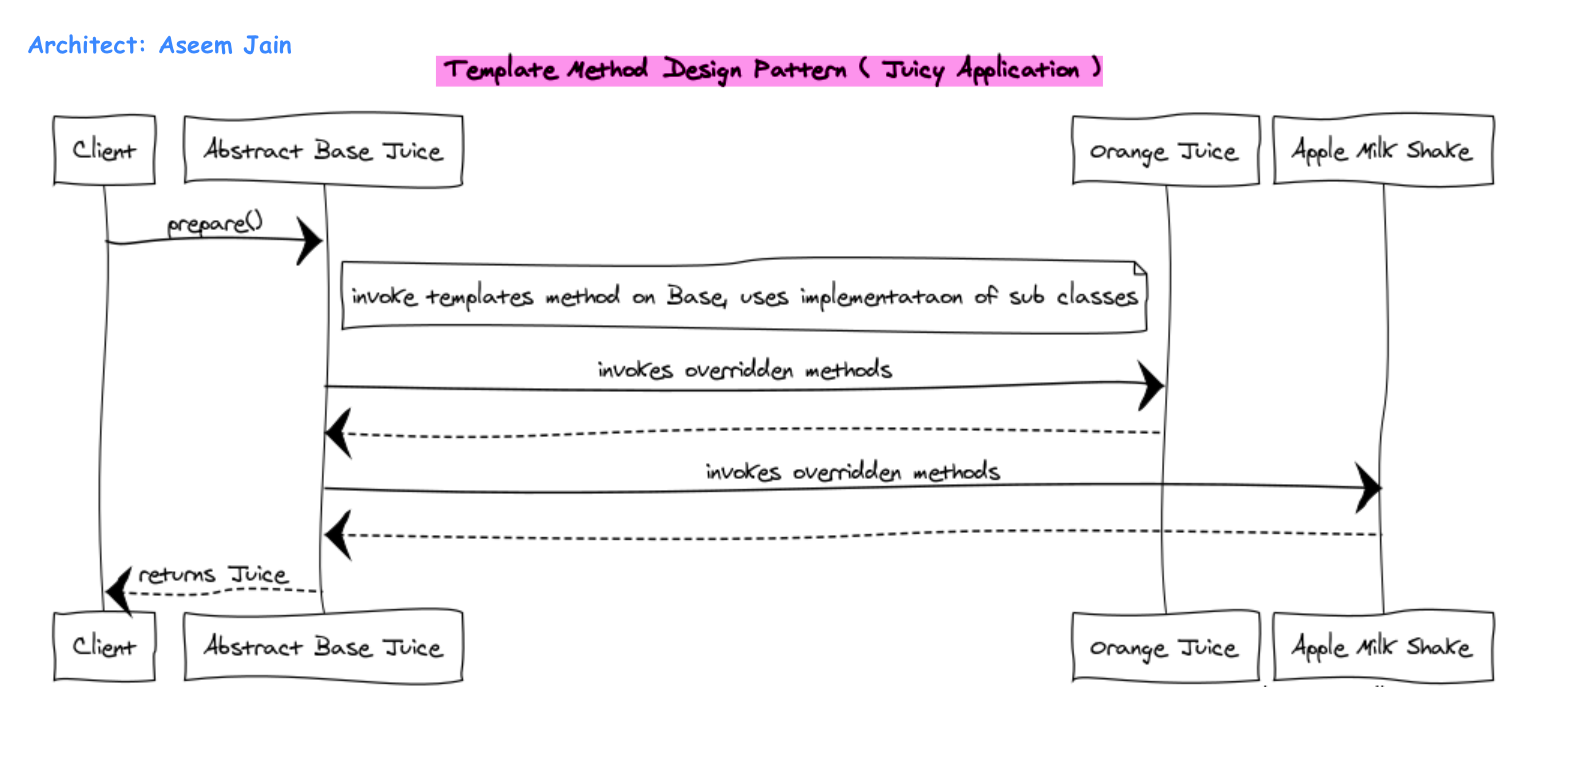 Architect: Aseem Jain
Template Method Design Pattern ( Juicy Application )
Client
Abstract Base Juice
Orange Juice
Apple Milk Shake
prepare()
invoke templates method on Base, uses implementataon of sub classes
invokes overridden methods
invokes overridden methods
returns Juice
Client
Abstract Base Juice
Orange Juice
Apple Milk Shake